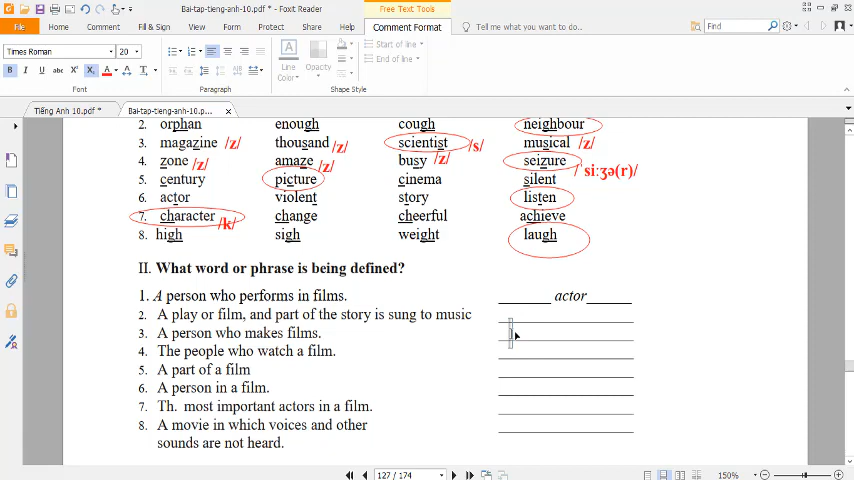 Bai-tap-tieng-anh-10.pdf * - Foxit Reader
Free Text Tools
File Home Comment Fill & Sign View Form Protect Share Help Comment Format Tell me what you want to do... Find
Times Roman 20 Start of line
B I U abc X² X₂ A End of line
A
Line Color Opacity
Font Paragraph Shape Style
Tiếng Anh 10.pdf * Bai-tap-tieng-anh-10.p...
2. orphan enough cough neighbour
3. magazine /z/ thousand /z/ scientist /s/ musical /z/
4. zone /z/ amaze /z/ busy /z/ seizure /ˈsiːʒə(r)/
5. century picture cinema silent
6. actor violent story listen
7. character /k/ change cheerful achieve
8. high sigh weight laugh
II. What word or phrase is being defined?
1. A person who performs in films. ______ actor______
2. A play or film, and part of the story is sung to music
3. A person who makes films.
4. The people who watch a film.
5. A part of a film
6. A person in a film.
7. Th. most important actors in a film.
8. A movie in which voices and other
sounds are not heard.
127 / 174 150%